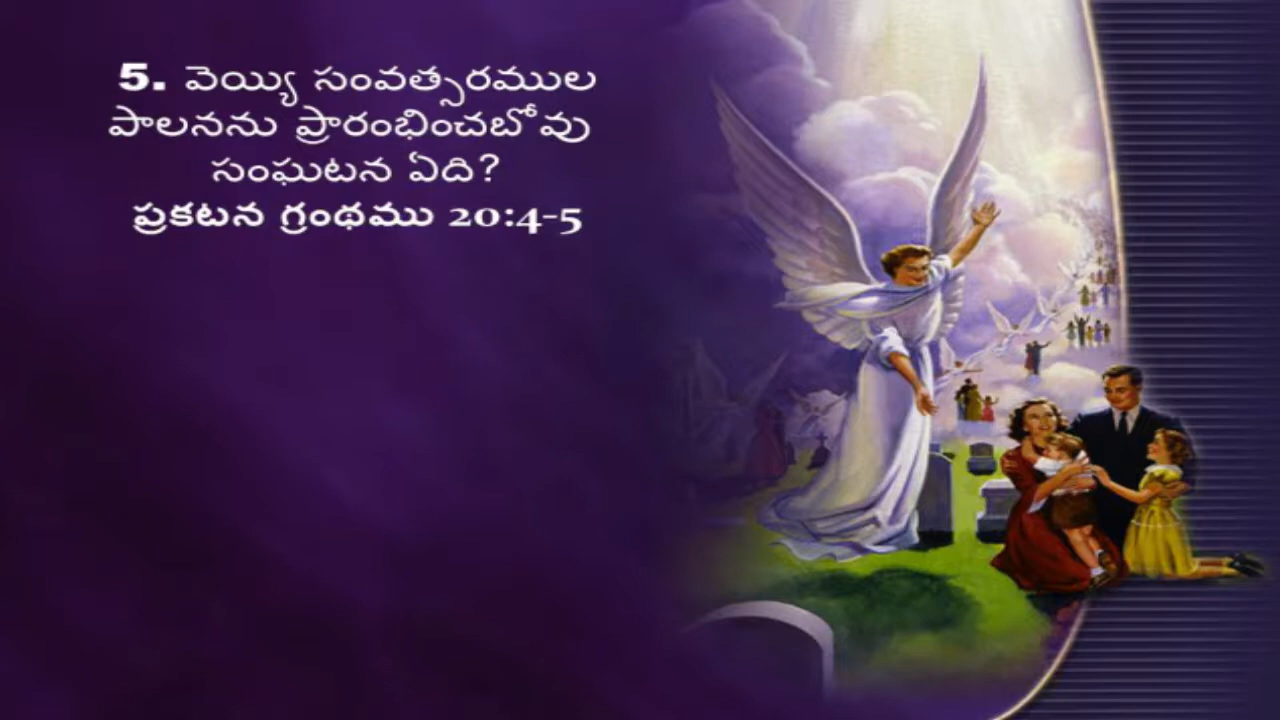 5. వెయ్యి సంవత్సరముల
పాలనను ప్రారంభించబోవు
సంఘటన ఏది?
ప్రకటన గ్రంథము 20:4-5